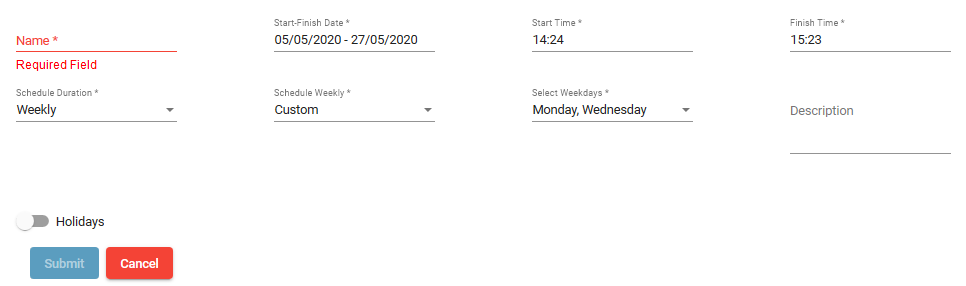 Name *
Required Field
Start-Finish Date *
05/05/2020 - 27/05/2020
Start Time *
14:24
Finish Time *
15:23
Schedule Duration *
Weekly
Schedule Weekly *
Custom
Select Weekdays *
Monday, Wednesday
Description
Holidays
Submit
Cancel